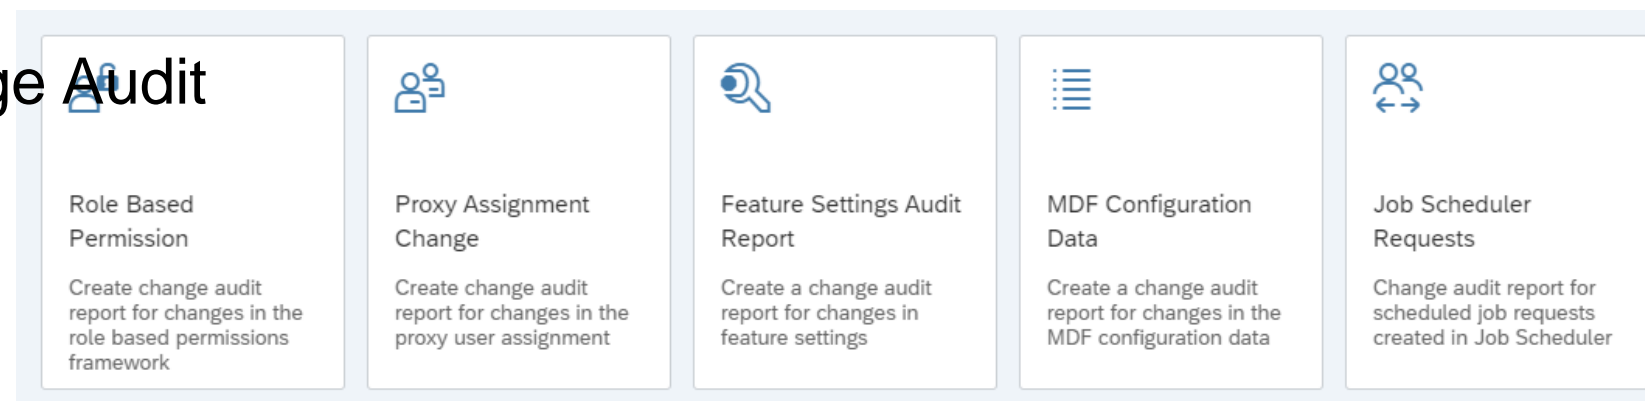 ge Audit
Role Based
Permission
Create change audit
report for changes in the
role based permissions
framework
Proxy Assignment
Change
Create change audit
report for changes in the
proxy user assignment
Feature Settings Audit
Report
Create a change audit
report for changes in
feature settings
MDF Configuration
Data
Create a change audit
report for changes in the
MDF configuration data
Job Scheduler
Requests
Change audit report for
scheduled job requests
created in Job Scheduler